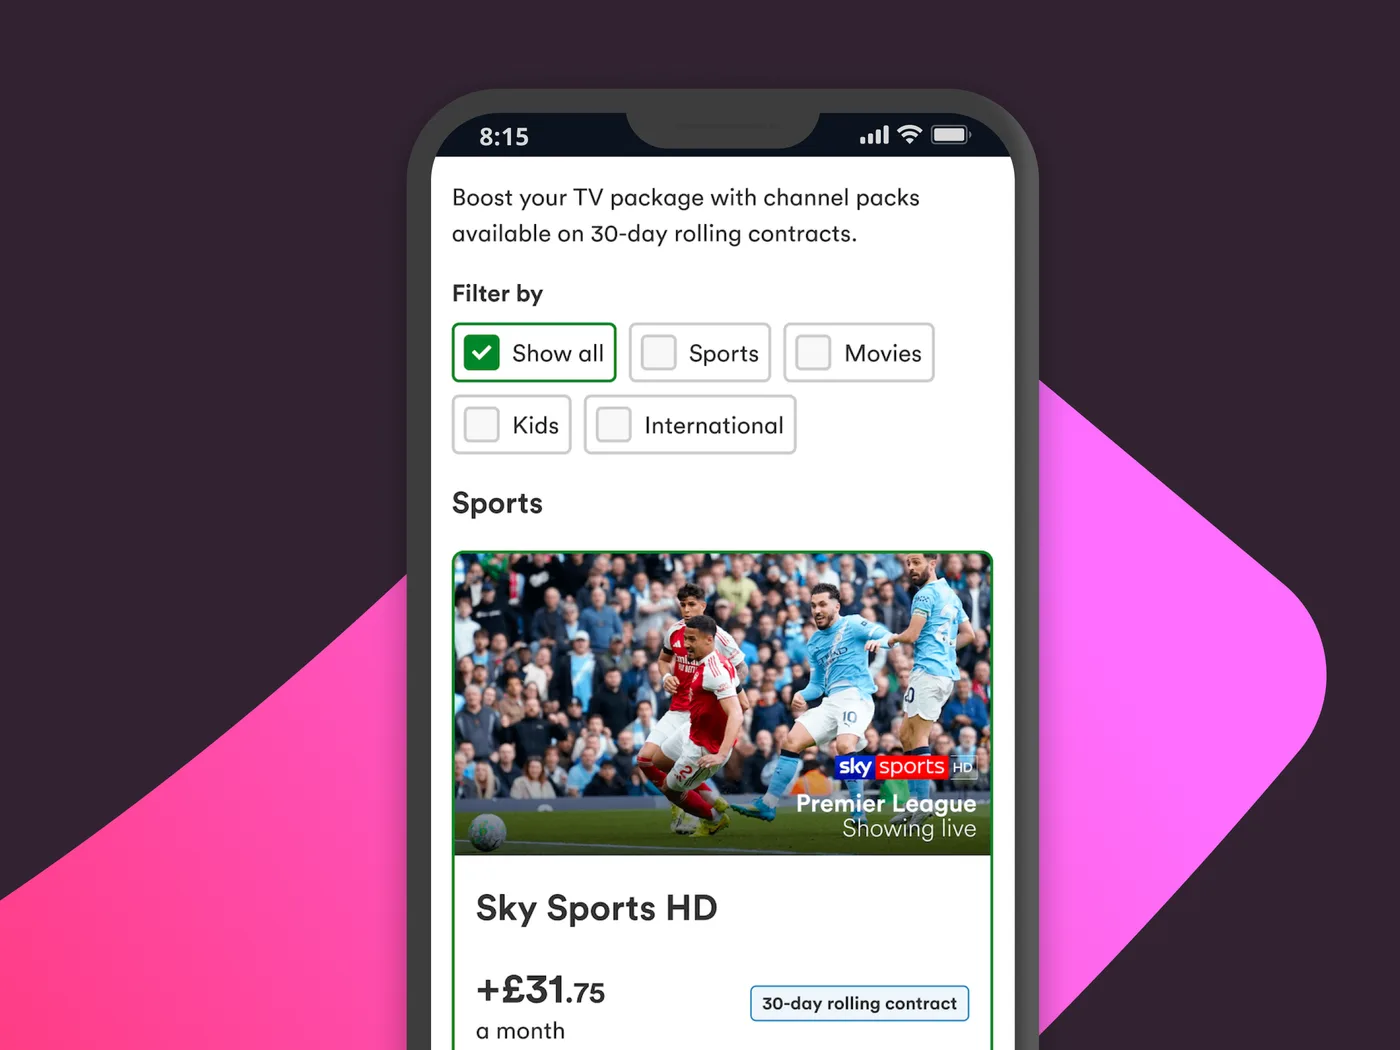 8:15
Boost your TV package with channel packs
available on 30-day rolling contracts.
Filter by
Show all
Sports
Movies
Kids
International
Sports
10
sky sports HD
Premier League
Showing live
Sky Sports HD
+£31.75
a month
30-day rolling contract